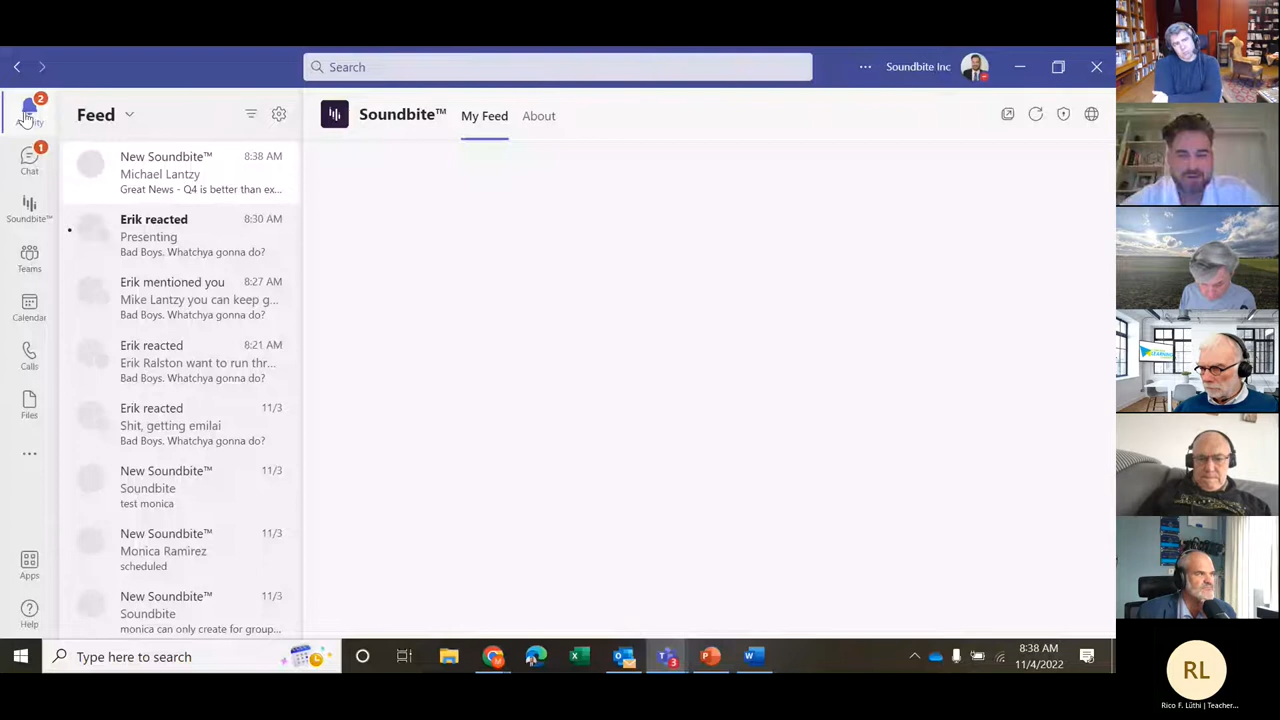 Search
Soundbite Inc
2
Activity
Feed
Soundbite™
My Feed
About
1
Chat
Soundbite™
Teams
Calendar
Calls
Files
Apps
Help
New Soundbite™ 8:38 AM
Michael Lantzy
Great News - Q4 is better than ex...
Erik reacted 8:30 AM
Presenting
Bad Boys. Whatchya gonna do?
Erik mentioned you 8:27 AM
Mike Lantzy you can keep g...
Bad Boys. Whatchya gonna do?
Erik reacted 8:21 AM
Erik Ralston want to run thr...
Bad Boys. Whatchya gonna do?
Erik reacted 11/3
Shit, getting emilai
Bad Boys. Whatchya gonna do?
New Soundbite™ 11/3
Soundbite
test monica
New Soundbite™ 11/3
Monica Ramirez
scheduled
New Soundbite™ 11/3
Soundbite
monica can only create for group...
Type here to search
3
8:38 AM
11/4/2022
LEARNING
RL
Rico F. Lüthi | Teacher...